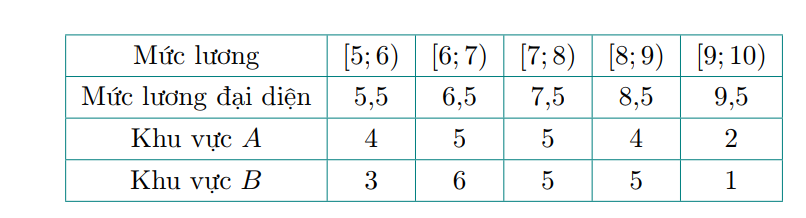 Mức lương [5; 6) [6; 7) [7; 8) [8; 9) [9; 10)
Mức lương đại diện 5,5 6,5 7,5 8,5 9,5
Khu vực A 4 5 5 4 2
Khu vực B 3 6 5 5 1